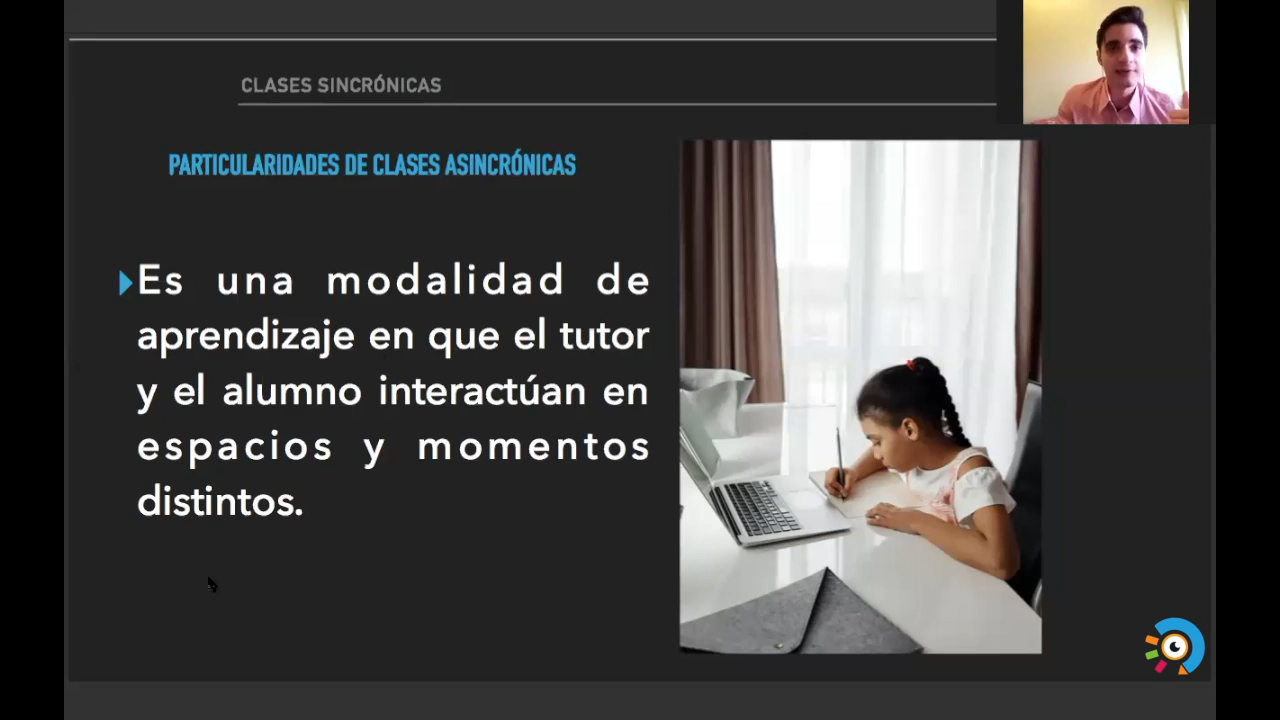 CLASES SINCRÓNICAS
PARTICULARIDADES DE CLASES ASINCRÓNICAS
Es una modalidad de
aprendizaje en que el tutor
y el alumno interactúan en
espacios y momentos
distintos.